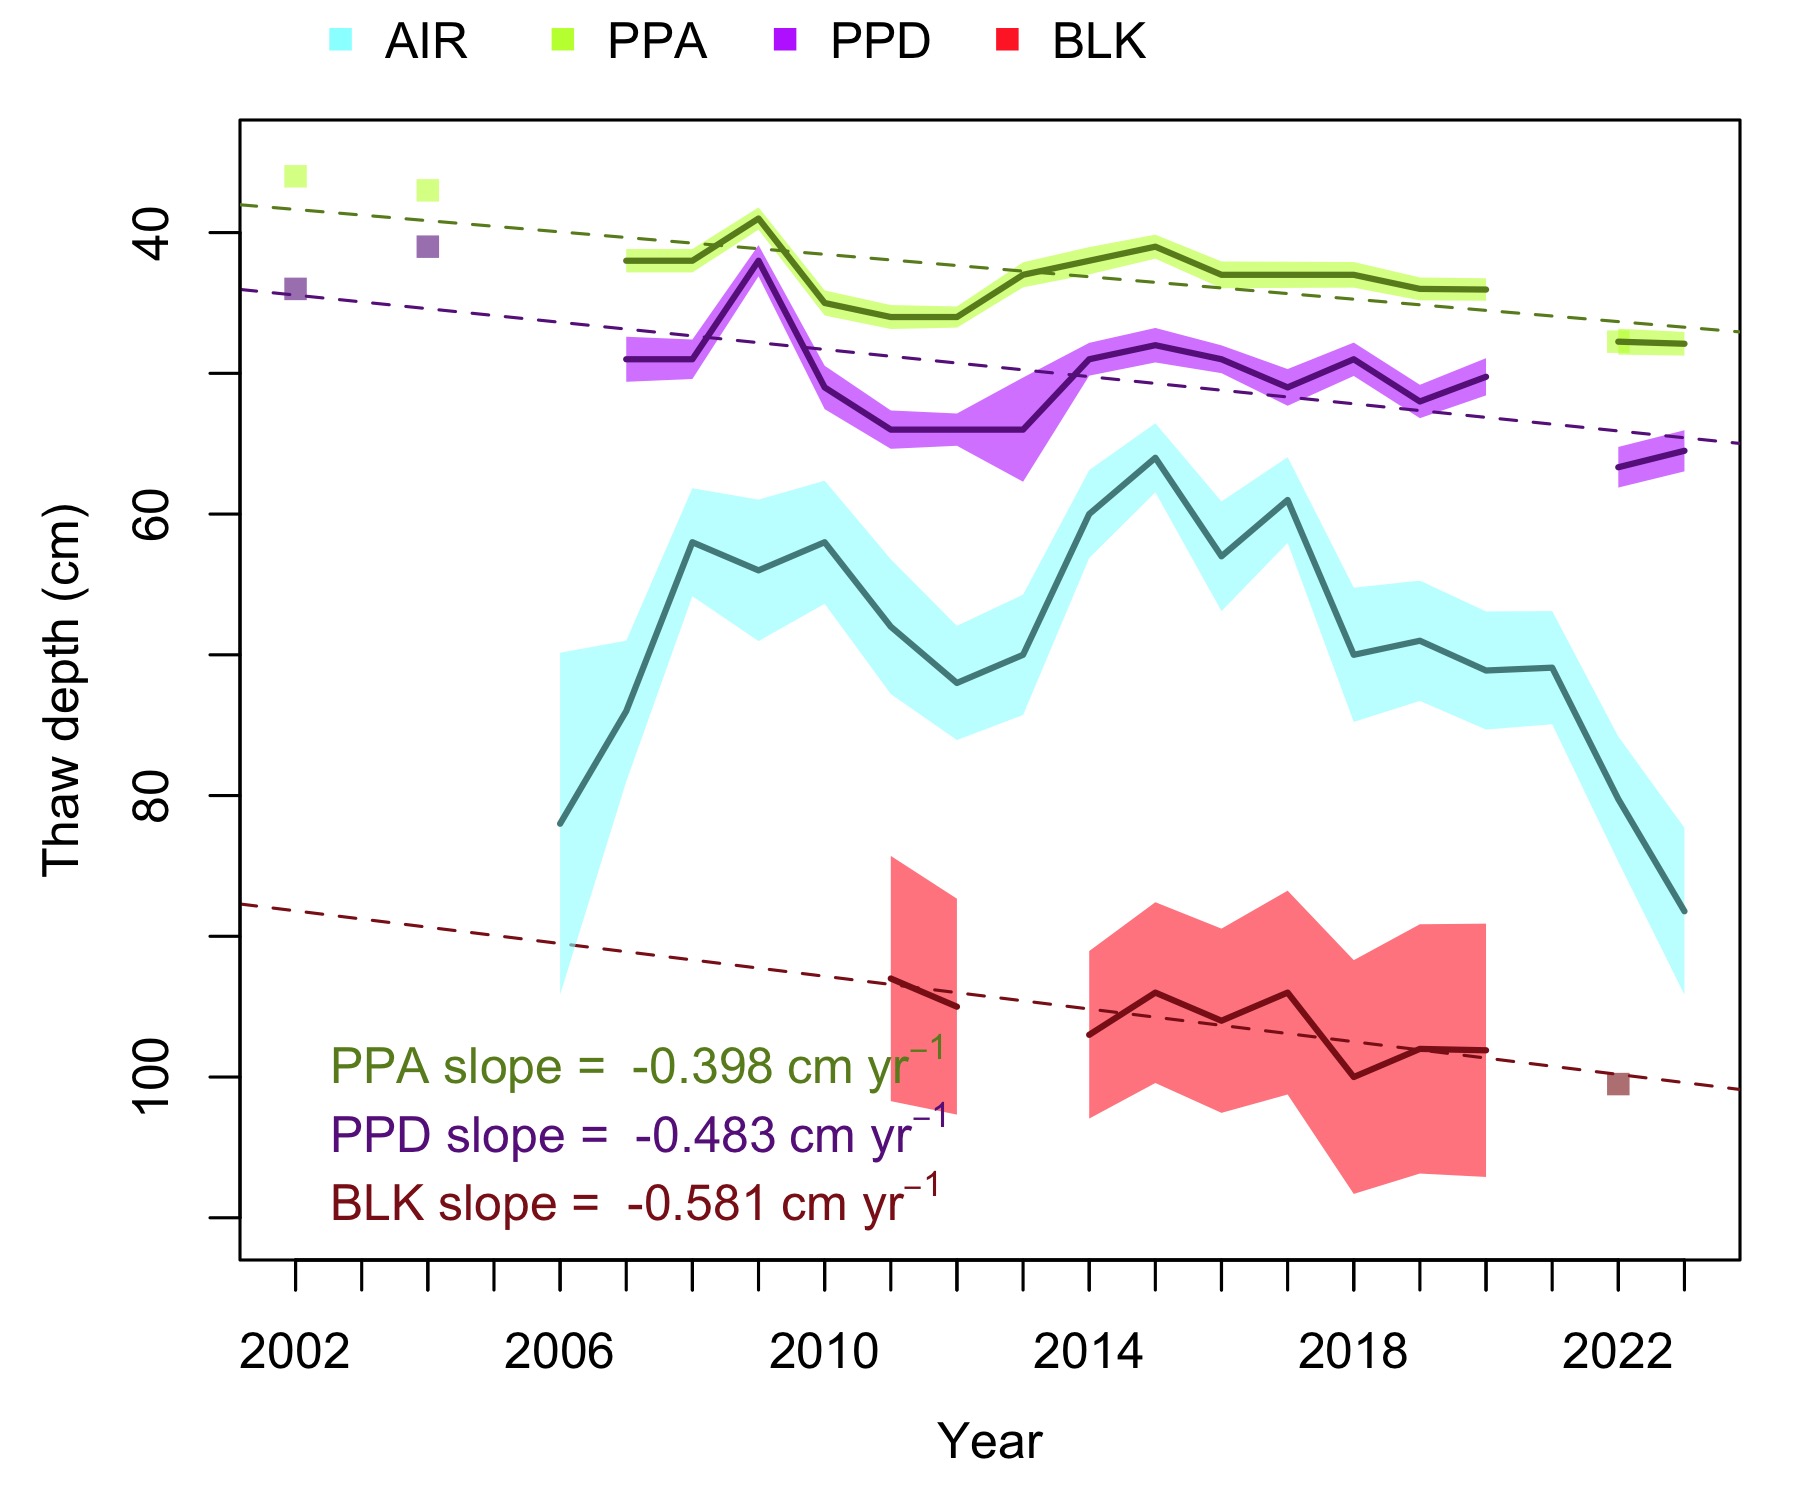 AIR PPA PPD BLK
40
60
80
100
Thaw depth (cm)
PPA slope = -0.398 cm yr⁻¹
PPD slope = -0.483 cm yr⁻¹
BLK slope = -0.581 cm yr⁻¹
2002 2006 2010 2014 2018 2022
Year